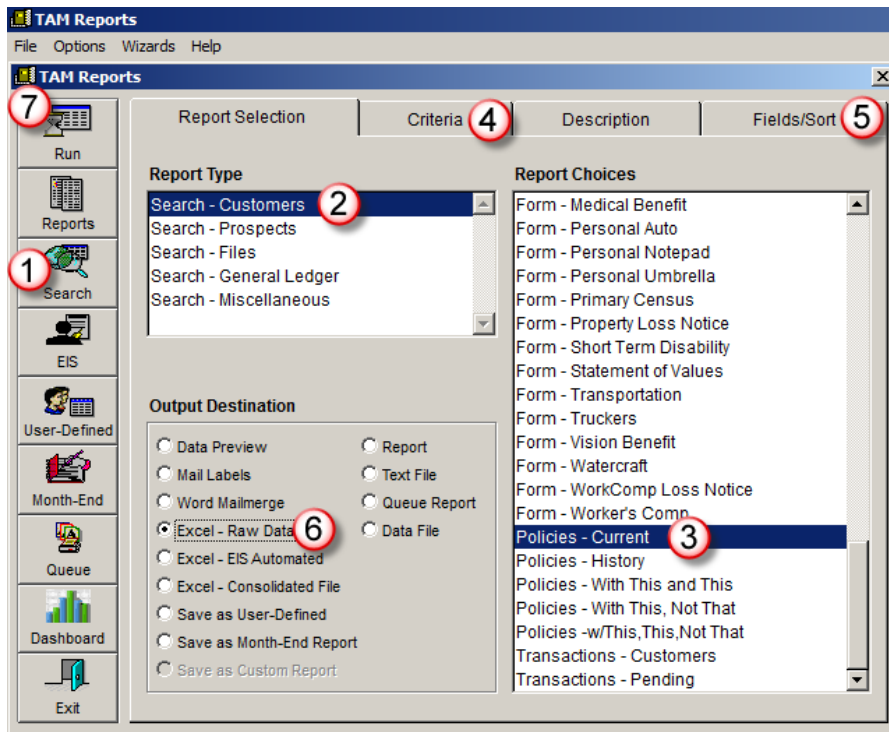 TAM Reports
File Options Wizards Help
TAM Reports
7
Run
Reports
1
Search
EIS
User-Defined
Month-End
Queue
Dashboard
Exit
Report Selection
Criteria 4
Description
Fields/Sort 5
Report Type
Search - Customers 2
Search - Prospects
Search - Files
Search - General Ledger
Search - Miscellaneous
Output Destination
Data Preview
Mail Labels
Word Mailmerge
Excel - Raw Data 6
Excel - EIS Automated
Excel - Consolidated File
Save as User-Defined
Save as Month-End Report
Save as Custom Report
Report
Text File
Queue Report
Data File
Report Choices
Form - Medical Benefit
Form - Personal Auto
Form - Personal Notepad
Form - Personal Umbrella
Form - Primary Census
Form - Property Loss Notice
Form - Short Term Disability
Form - Statement of Values
Form - Transportation
Form - Truckers
Form - Vision Benefit
Form - Watercraft
Form - WorkComp Loss Notice
Form - Worker's Comp
Policies - Current 3
Policies - History
Policies - With This and This
Policies - With This, Not That
Policies -w/This,This,Not That
Transactions - Customers
Transactions - Pending